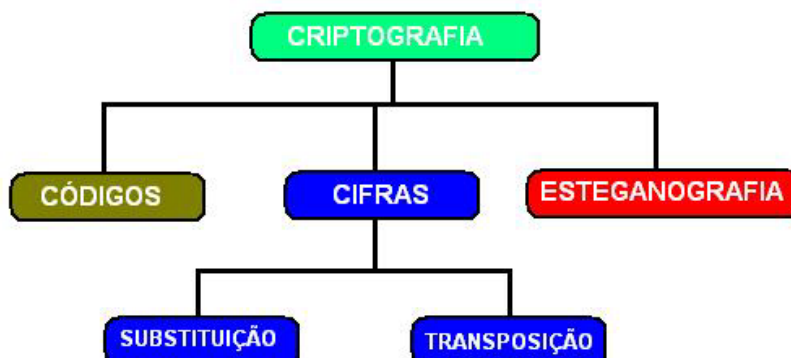 CRIPTOGRAFIA
CÓDIGOS
CIFRAS
ESTEGANOGRAFIA
SUBSTITUIÇÃO
TRANSPOSIÇÃO